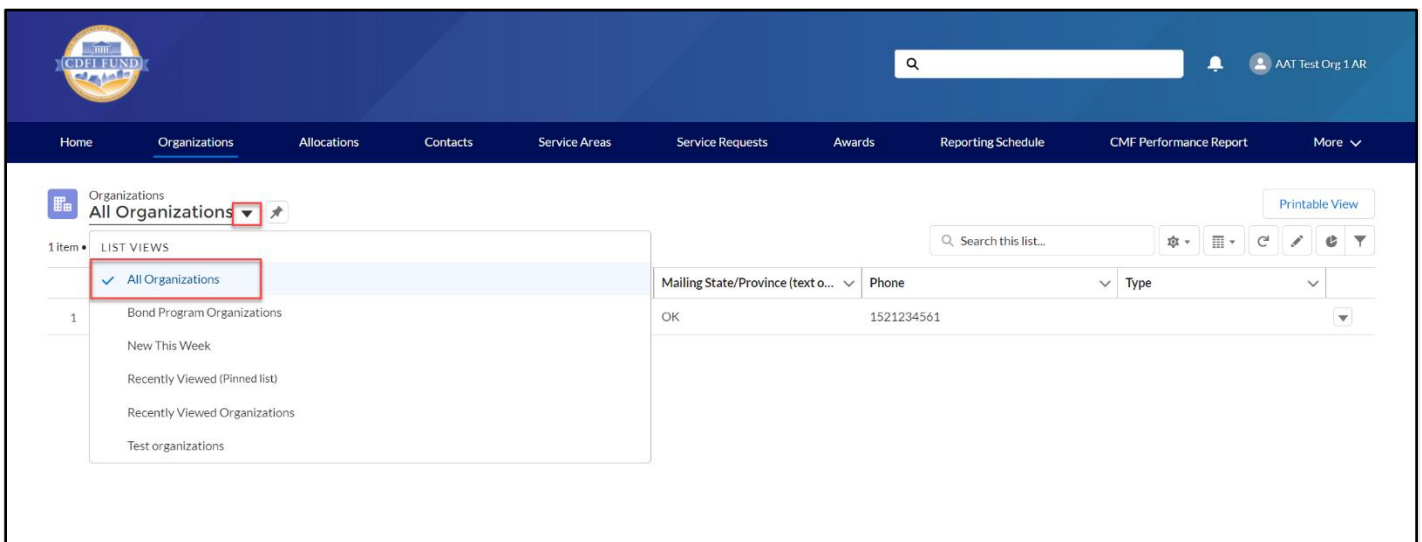 CDFI FUND
AAT Test Org 1 AR
Home Organizations Allocations Contacts Service Areas Service Requests Awards Reporting Schedule CMF Performance Report More
Organizations
All Organizations
Printable View
1 item •
Search this list...
LIST VIEWS
All Organizations
Bond Program Organizations
New This Week
Recently Viewed (Pinned list)
Recently Viewed Organizations
Test organizations
Mailing State/Province (text o... Phone Type
1 OK 1521234561